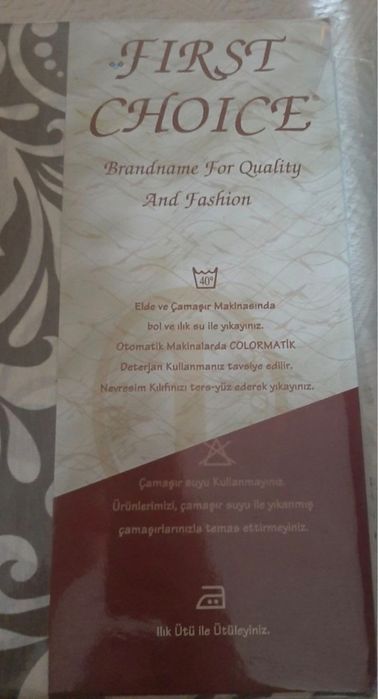 FIRST
CHOICE
Brandname For Quality
And Fashion
40°
Elde ve Çamaşır Makinasında
bol ve ılık su ile yıkayınız.
Otomatik Makinalarda COLORMATİK
Deterjan Kullanmanız tavsiye edilir.
Nevresim Kılıfınızı ters-yüz ederek yıkayınız.
Çamaşır suyu Kullanmayınız.
Ürünlerimizi, çamaşır suyu ile yıkanmış
çamaşırlarınızla temas ettirmeyiniz.
Ilık Ütü ile Ütüleyiniz.